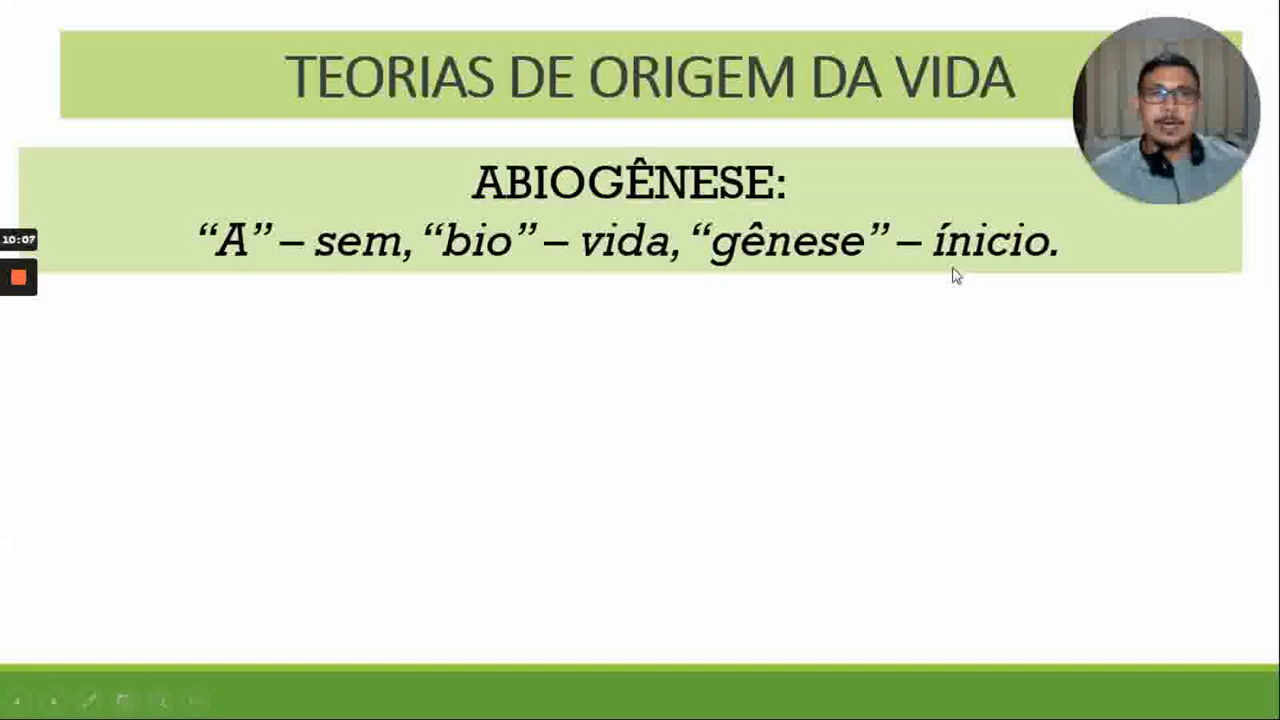 TEORIAS DE ORIGEM DA VIDA
ABIOGÊNESE:
“A” – sem, “bio” – vida, “gênese” – ínicio.
10:07